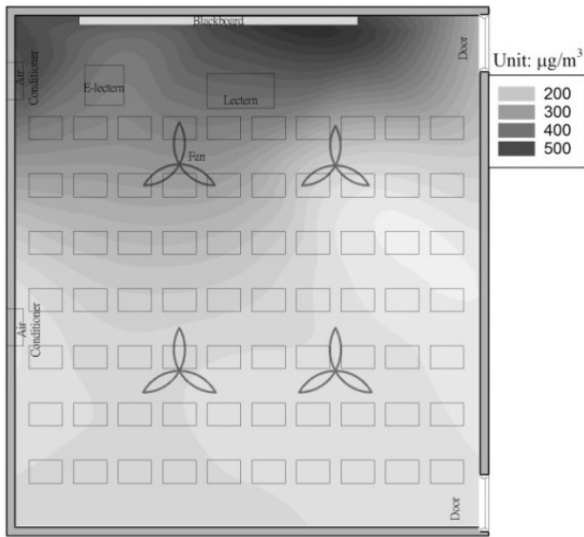 Blackboard
Door
Unit: μg/m³
Air
Conditioner
E-lectern
Lectern
200
300
400
500
Fan
Air
Conditioner
Door